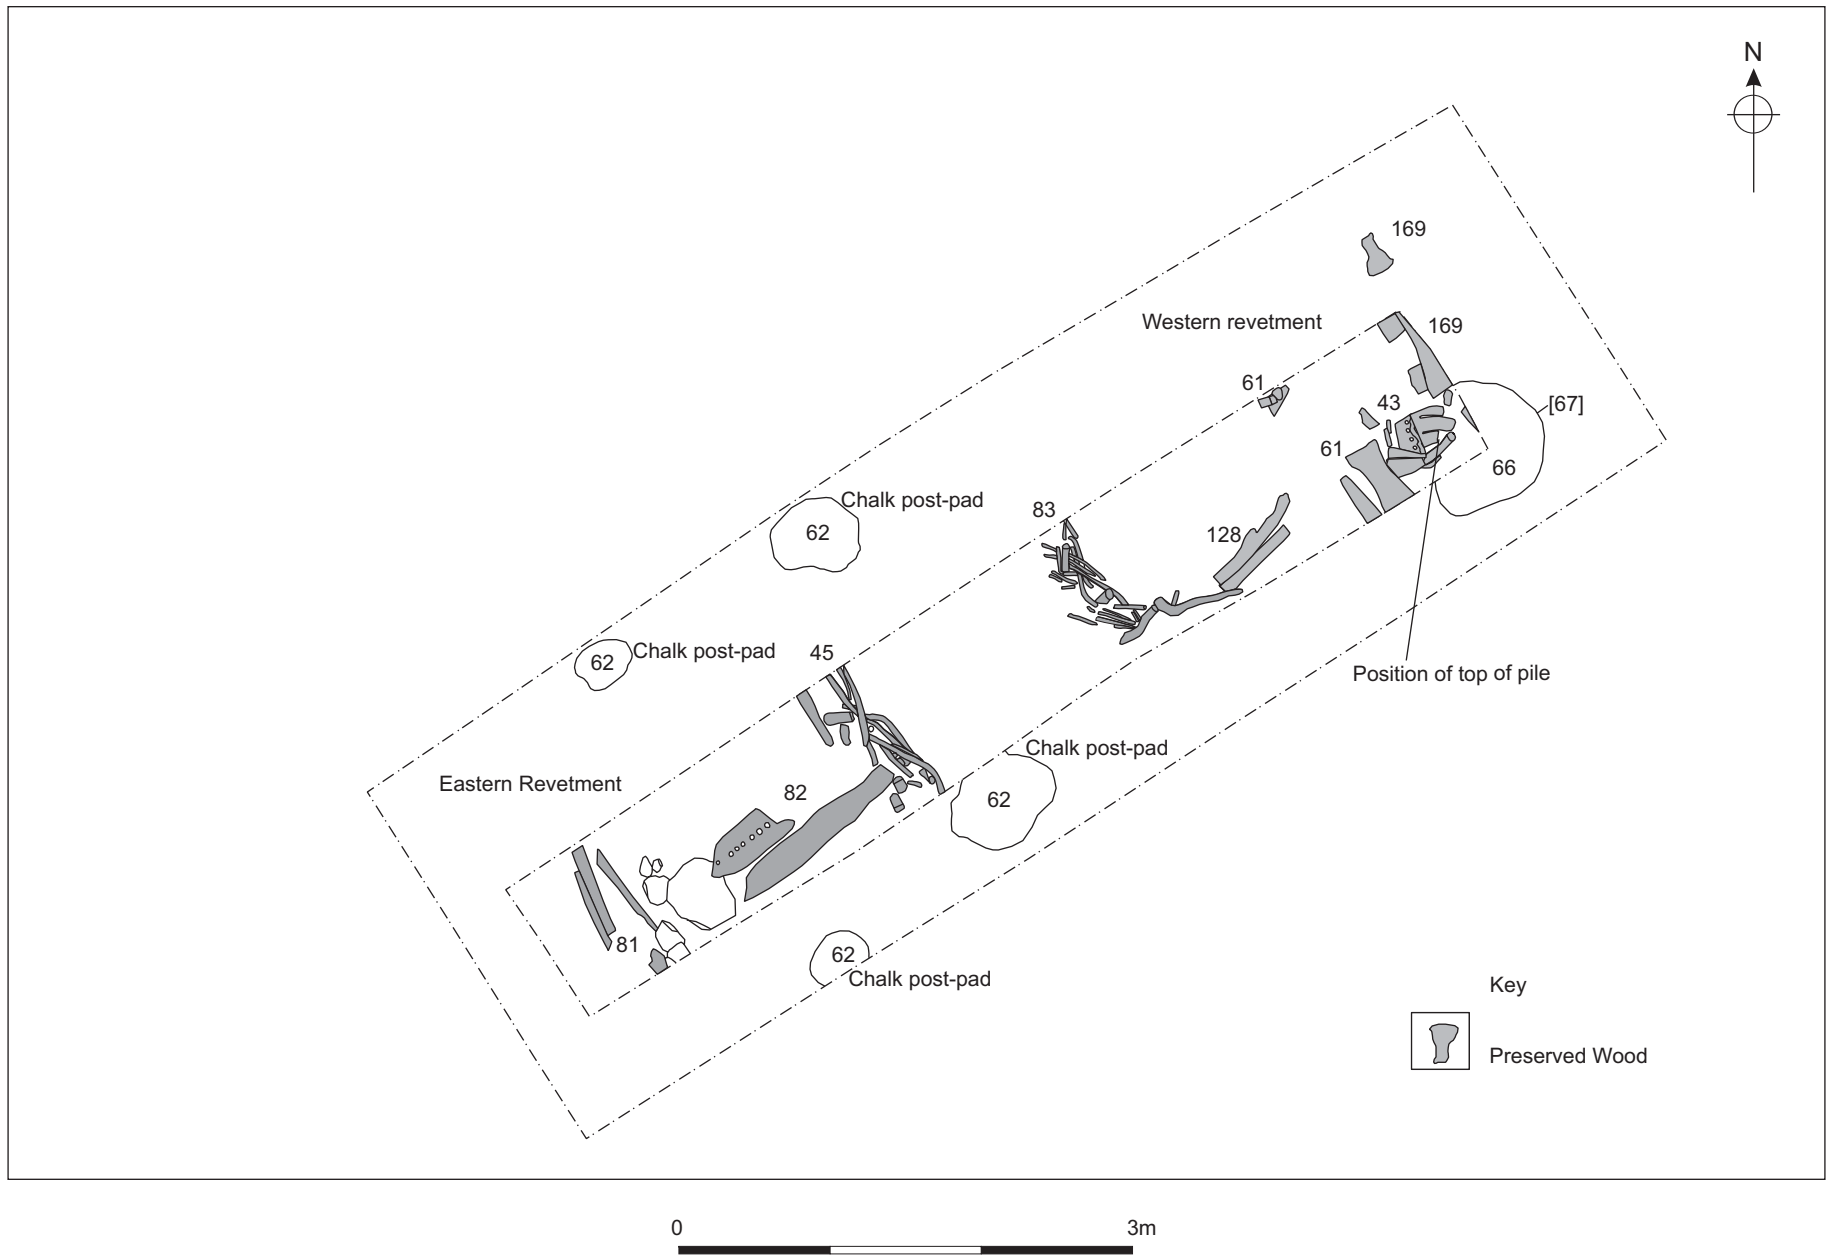 N
169
Western revetment
169
61
43
[67]
61
66
Chalk post-pad
83
62
128
Chalk post-pad
62
45
Position of top of pile
Chalk post-pad
Eastern Revetment
82
62
81
62
Chalk post-pad
Key
Preserved Wood
0
3m